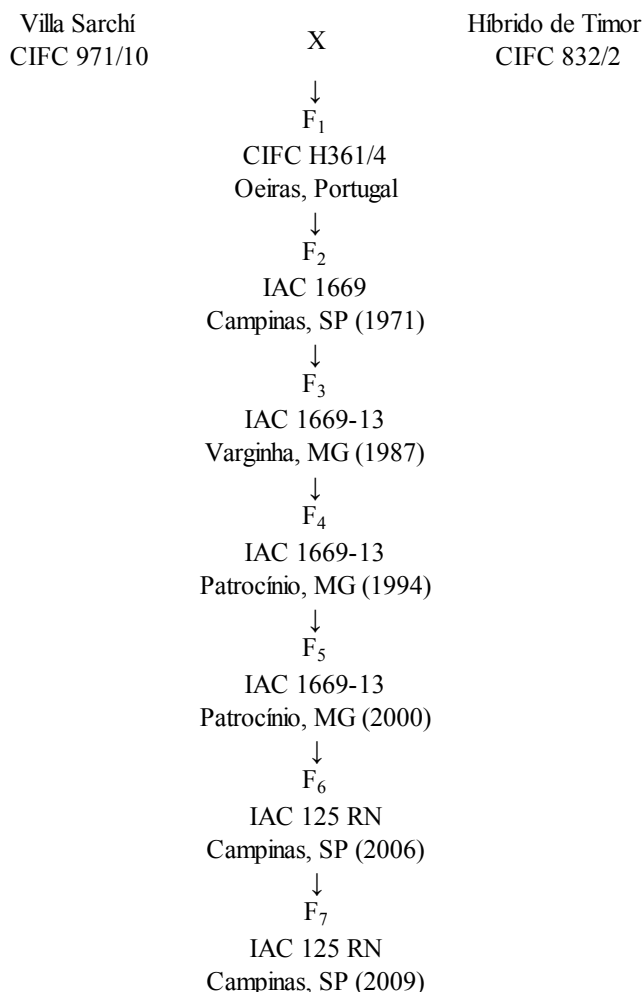 Villa Sarchí X Híbrido de Timor
CIFC 971/10 CIFC 832/2
↓
F₁
CIFC H361/4
Oeiras, Portugal
↓
F₂
IAC 1669
Campinas, SP (1971)
↓
F₃
IAC 1669-13
Varginha, MG (1987)
↓
F₄
IAC 1669-13
Patrocínio, MG (1994)
↓
F₅
IAC 1669-13
Patrocínio, MG (2000)
↓
F₆
IAC 125 RN
Campinas, SP (2006)
↓
F₇
IAC 125 RN
Campinas, SP (2009)